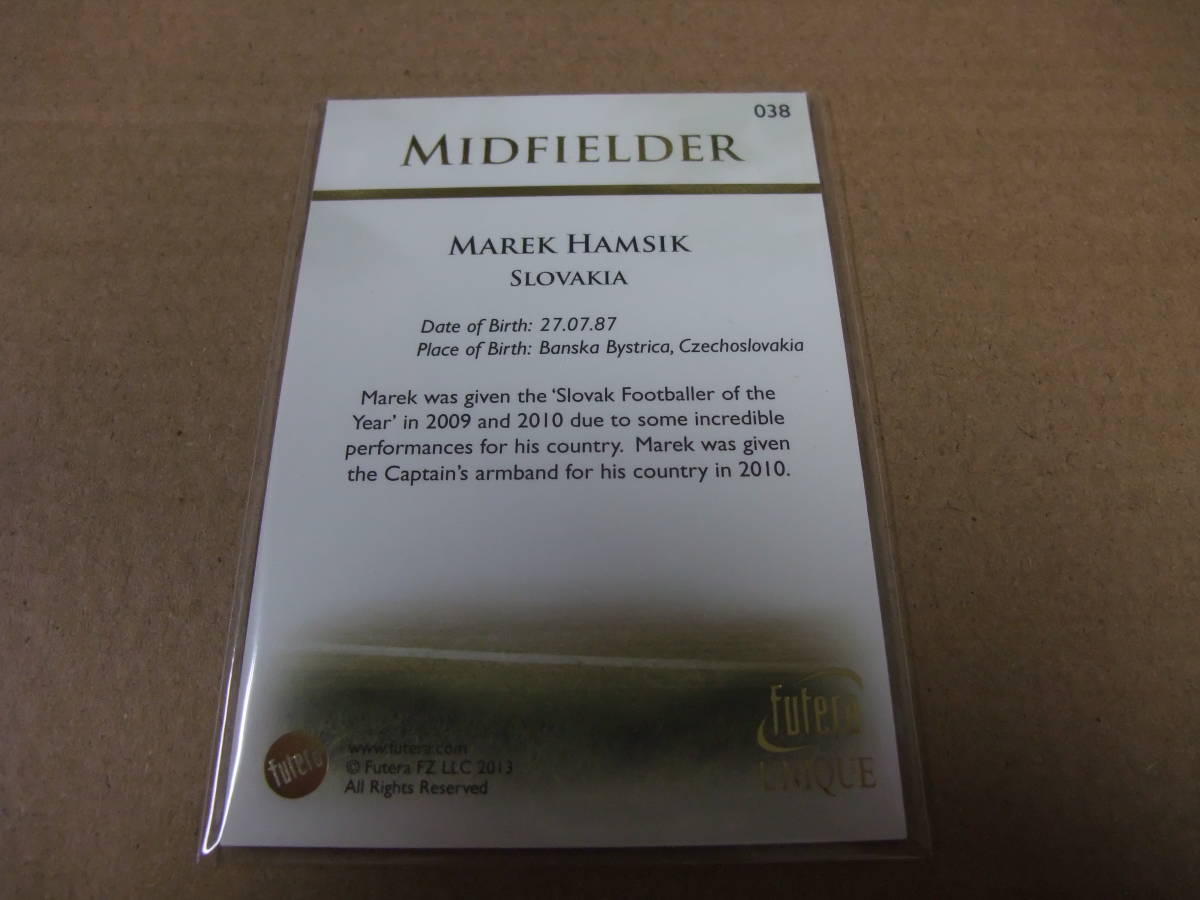 038
MIDFIELDER
MAREK HAMSIK
SLOVAKIA
Date of Birth: 27.07.87
Place of Birth: Banska Bystrica, Czechoslovakia
Marek was given the ‘Slovak Footballer of the
Year’ in 2009 and 2010 due to some incredible
performances for his country. Marek was given
the Captain’s armband for his country in 2010.
futera
UNIQUE
futera
www.futera.com
© Futera FZ LLC 2013
All Rights Reserved